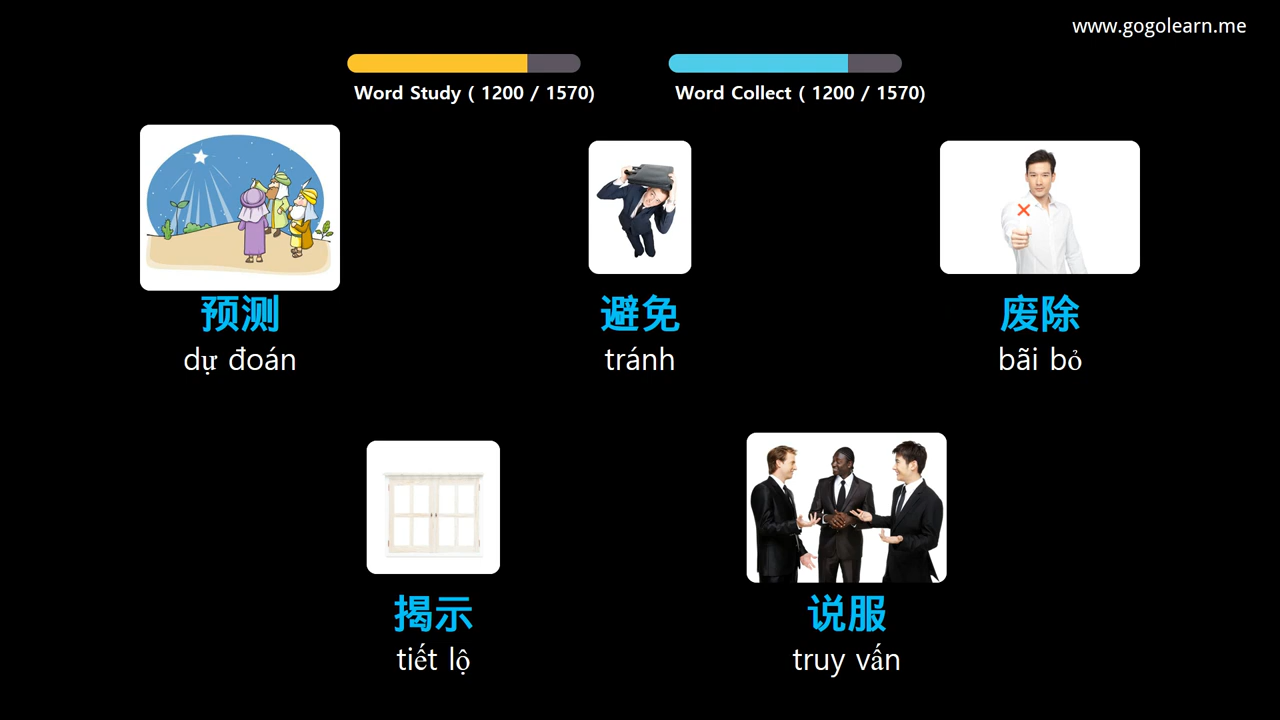 www.gogolearn.me
Word Study ( 1200 / 1570)
Word Collect ( 1200 / 1570)
预测
dự đoán
避免
tránh
废除
bãi bỏ
揭示
tiết lộ
说服
truy vấn